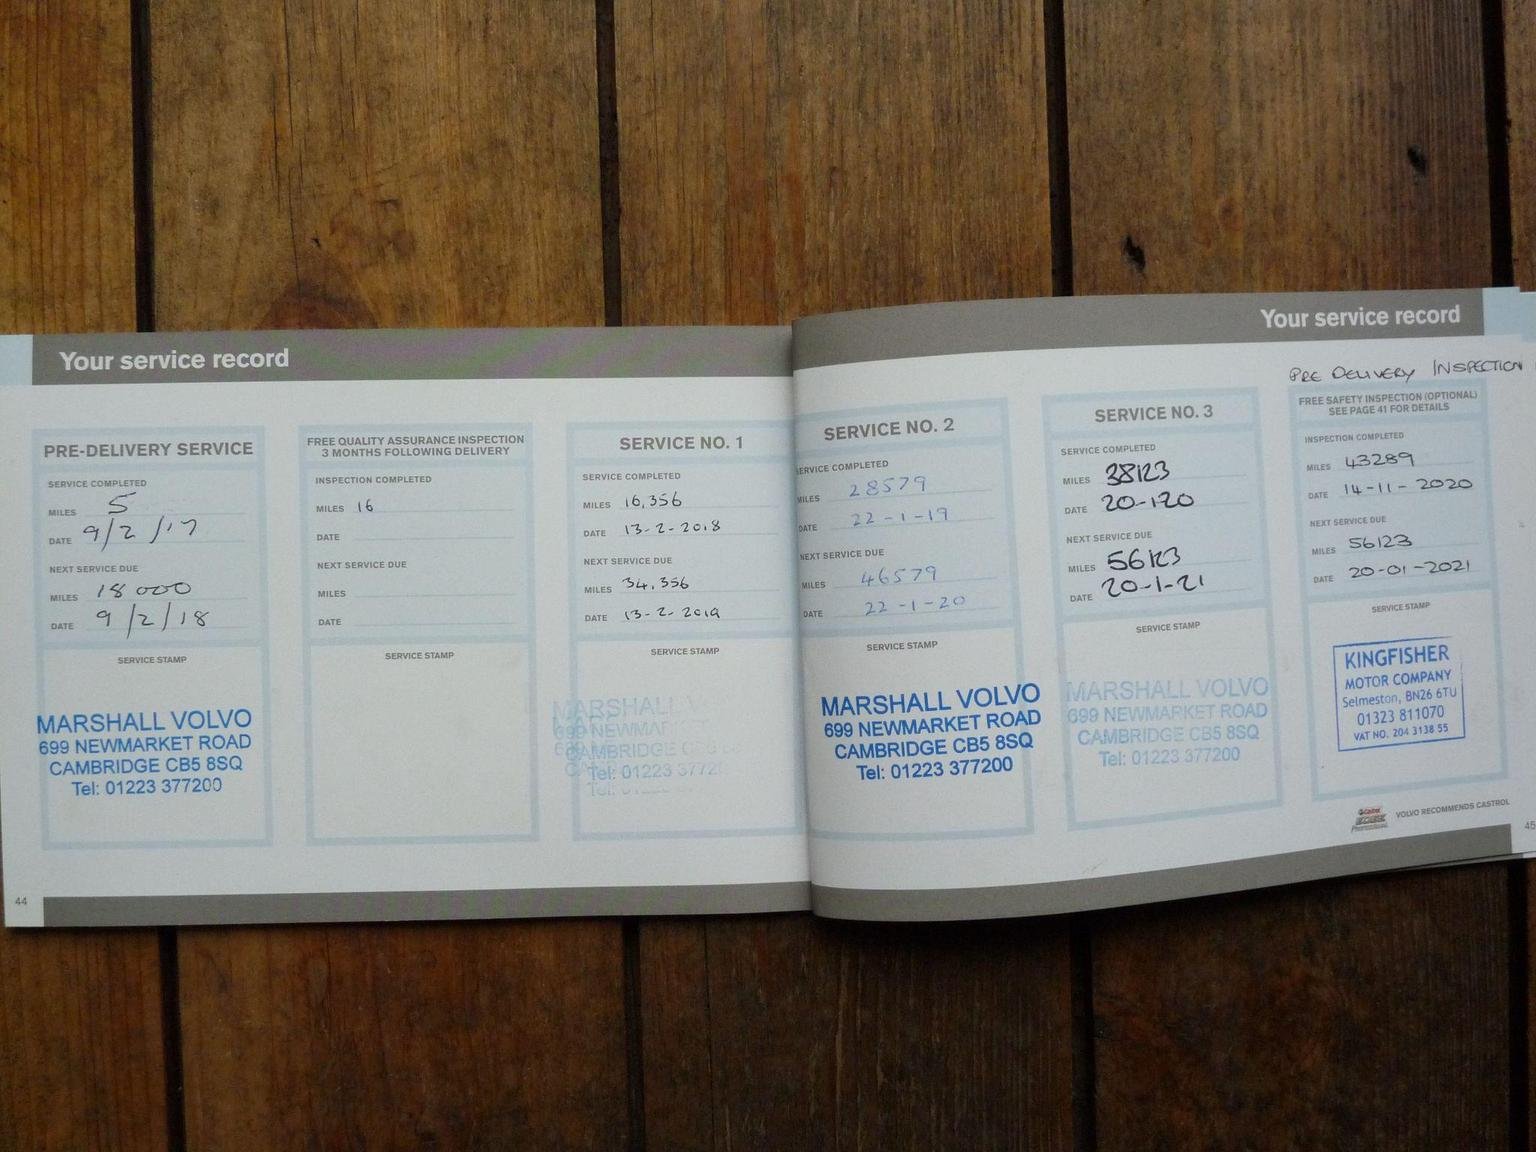 Your service record
PRE-DELIVERY SERVICE
SERVICE COMPLETED
MILES 5
DATE 9/2/17
NEXT SERVICE DUE
MILES 18000
DATE 9/2/18
SERVICE STAMP
MARSHALL VOLVO
699 NEWMARKET ROAD
CAMBRIDGE CB5 8SQ
Tel: 01223 377200
44
FREE QUALITY ASSURANCE INSPECTION
3 MONTHS FOLLOWING DELIVERY
INSPECTION COMPLETED
MILES 16
DATE
NEXT SERVICE DUE
MILES
DATE
SERVICE STAMP
SERVICE NO. 1
SERVICE COMPLETED
MILES 16,356
DATE 13-2-2018
NEXT SERVICE DUE
MILES 34,356
DATE 13-2-2019
SERVICE STAMP
MARSHALL
699 NEWMAR
CAMBRIDGE
Tel: 01223 3772
Your service record
SERVICE NO. 2
SERVICE COMPLETED
MILES 28579
DATE 22-1-19
NEXT SERVICE DUE
MILES 46579
DATE 22-1-20
SERVICE STAMP
MARSHALL VOLVO
699 NEWMARKET ROAD
CAMBRIDGE CB5 8SQ
Tel: 01223 377200
SERVICE NO. 3
SERVICE COMPLETED
MILES 38123
DATE 20-1-20
NEXT SERVICE DUE
MILES 56123
DATE 20-1-21
SERVICE STAMP
MARSHALL VOLVO
699 NEWMARKET ROAD
CAMBRIDGE CB5 8SQ
Tel: 01223 377200
PRE DELIVERY INSPECTION
FREE SAFETY INSPECTION (OPTIONAL)
SEE PAGE 41 FOR DETAILS
INSPECTION COMPLETED
MILES 43289
DATE 14-11-2020
NEXT SERVICE DUE
MILES 56123
DATE 20-01-2021
SERVICE STAMP
KINGFISHER
MOTOR COMPANY
Selmeston, BN26 6TU
01323 811070
VAT NO. 204 3138 55
Castrol
EDGE
Professional
VOLVO RECOMMENDS CASTROL
45